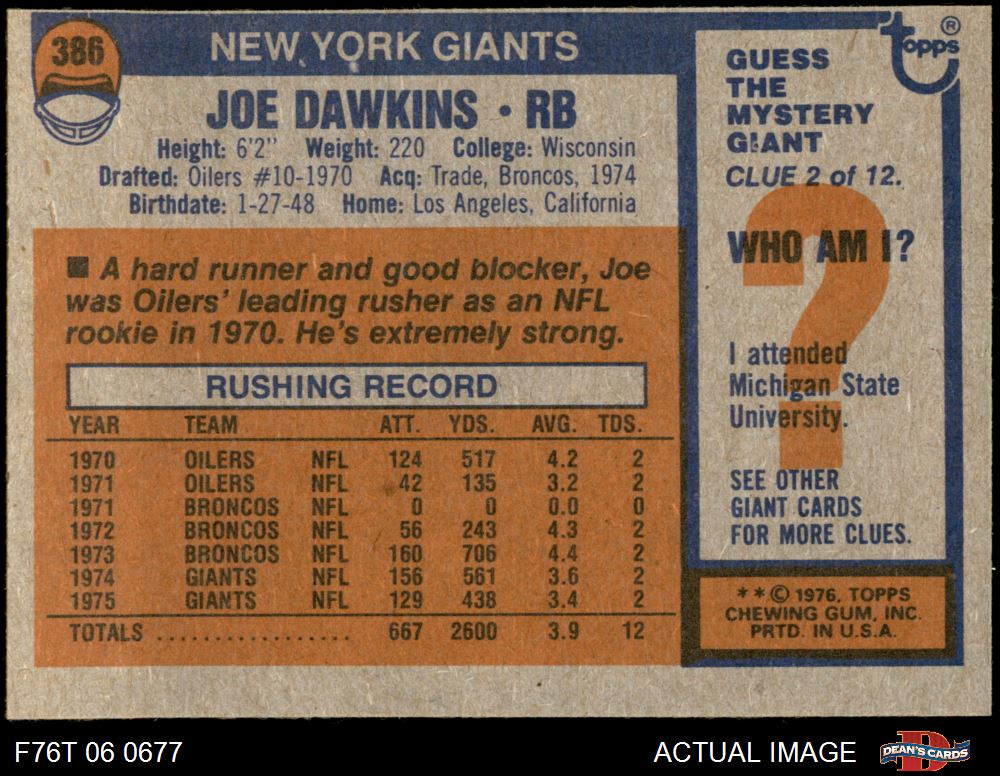 386
NEW YORK GIANTS
JOE DAWKINS • RB
Height: 6'2" Weight: 220 College: Wisconsin
Drafted: Oilers #10-1970 Acq: Trade, Broncos, 1974
Birthdate: 1-27-48 Home: Los Angeles, California
■ A hard runner and good blocker, Joe
was Oilers' leading rusher as an NFL
rookie in 1970. He's extremely strong.
RUSHING RECORD
YEAR TEAM ATT. YDS. AVG. TDS.
1970 OILERS NFL 124 517 4.2 2
1971 OILERS NFL 42 135 3.2 2
1971 BRONCOS NFL 0 0 0.0 0
1972 BRONCOS NFL 56 243 4.3 2
1973 BRONCOS NFL 160 706 4.4 2
1974 GIANTS NFL 156 561 3.6 2
1975 GIANTS NFL 129 438 3.4 2
TOTALS .................. 667 2600 3.9 12
topps ®
GUESS
THE
MYSTERY
GIANT
CLUE 2 of 12.
WHO AM I?
?
I attended
Michigan State
University.
SEE OTHER
GIANT CARDS
FOR MORE CLUES.
**© 1976, TOPPS
CHEWING GUM, INC.
PRTD. IN U.S.A.
F76T 06 0677
ACTUAL IMAGE
D
DEAN'S CARDS